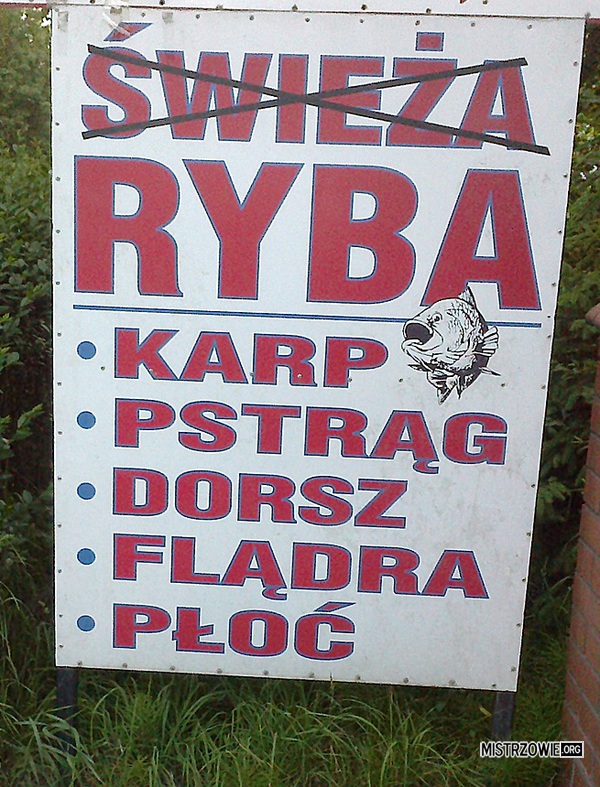 ŚWIEŻA
RYBA
• KARP
• PSTRĄG
• DORSZ
• FLĄDRA
• PŁOĆ
MISTRZOWIE.ORG